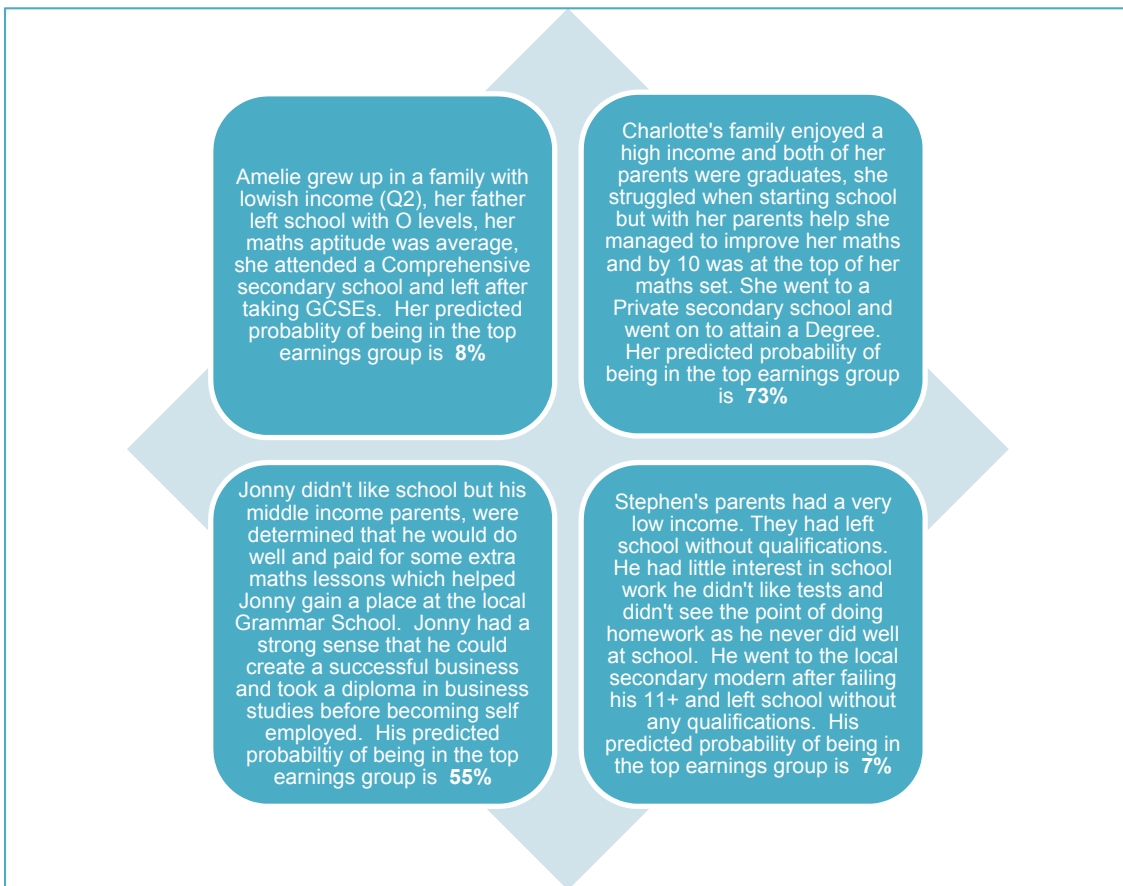 Amelie grew up in a family with
lowish income (Q2), her father
left school with O levels, her
maths aptitude was average,
she attended a Comprehensive
secondary school and left after
taking GCSEs.  Her predicted
probablity of being in the top
earnings group is  8%
Charlotte's family enjoyed a
high income and both of her
parents were graduates, she
struggled when starting school
but with her parents help she
managed to improve her maths
and by 10 was at the top of her
maths set. She went to a
Private secondary school and
went on to attain a Degree.
Her predicted probability of
being in the top earnings group
is  73%
Jonny didn't like school but his
middle income parents, were
determined that he would do
well and paid for some extra
maths lessons which helped
Jonny gain a place at the local
Grammar School.  Jonny had a
strong sense that he could
create a successful business
and took a diploma in business
studies before becoming self
employed.  His predicted
probabiltiy of being in the top
earnings group is  55%
Stephen's parents had a very
low income. They had left
school without qualifications.
He had little interest in school
work he didn't like tests and
didn't see the point of doing
homework as he never did well
at school.  He went to the local
secondary modern after failing
his 11+ and left school without
any qualifications.  His
predicted probability of being in
the top earnings group is  7%